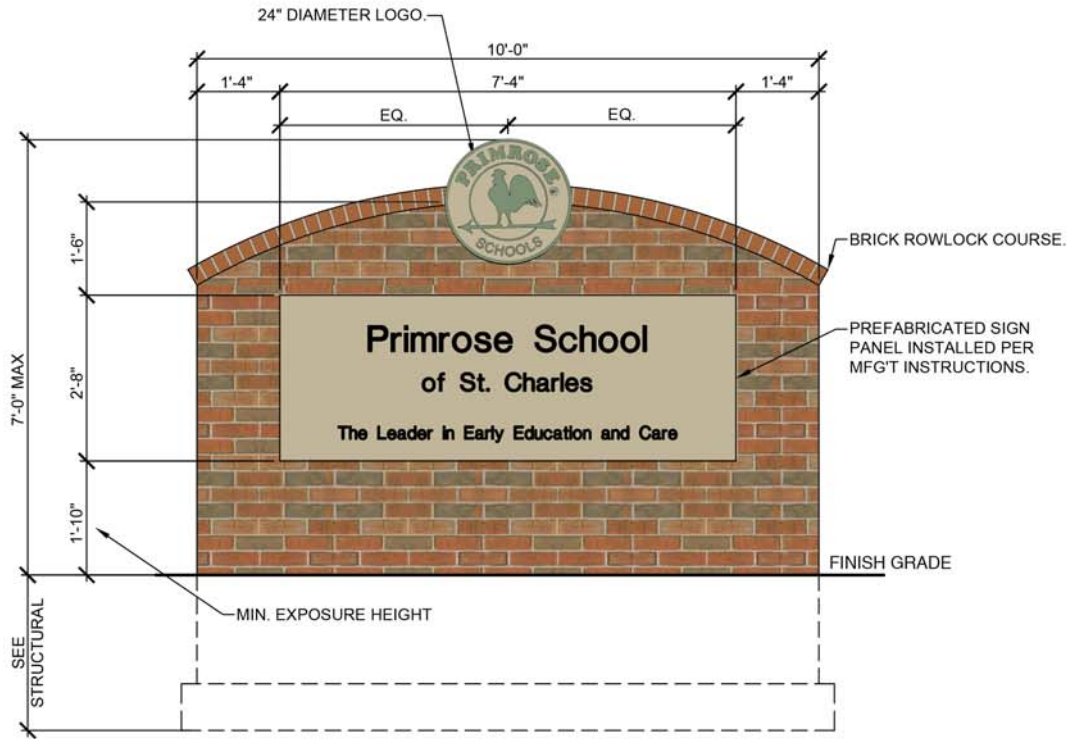 24" DIAMETER LOGO.
10'-0"
1'-4"
7'-4"
1'-4"
EQ.
EQ.
PRIMROSE
SCHOOLS
1'-6"
BRICK ROWLOCK COURSE.
7'-0" MAX
2'-8"
Primrose School
of St. Charles
The Leader in Early Education and Care
PREFABRICATED SIGN
PANEL INSTALLED PER
MFG'T INSTRUCTIONS.
1'-10"
FINISH GRADE
MIN. EXPOSURE HEIGHT
SEE
STRUCTURAL